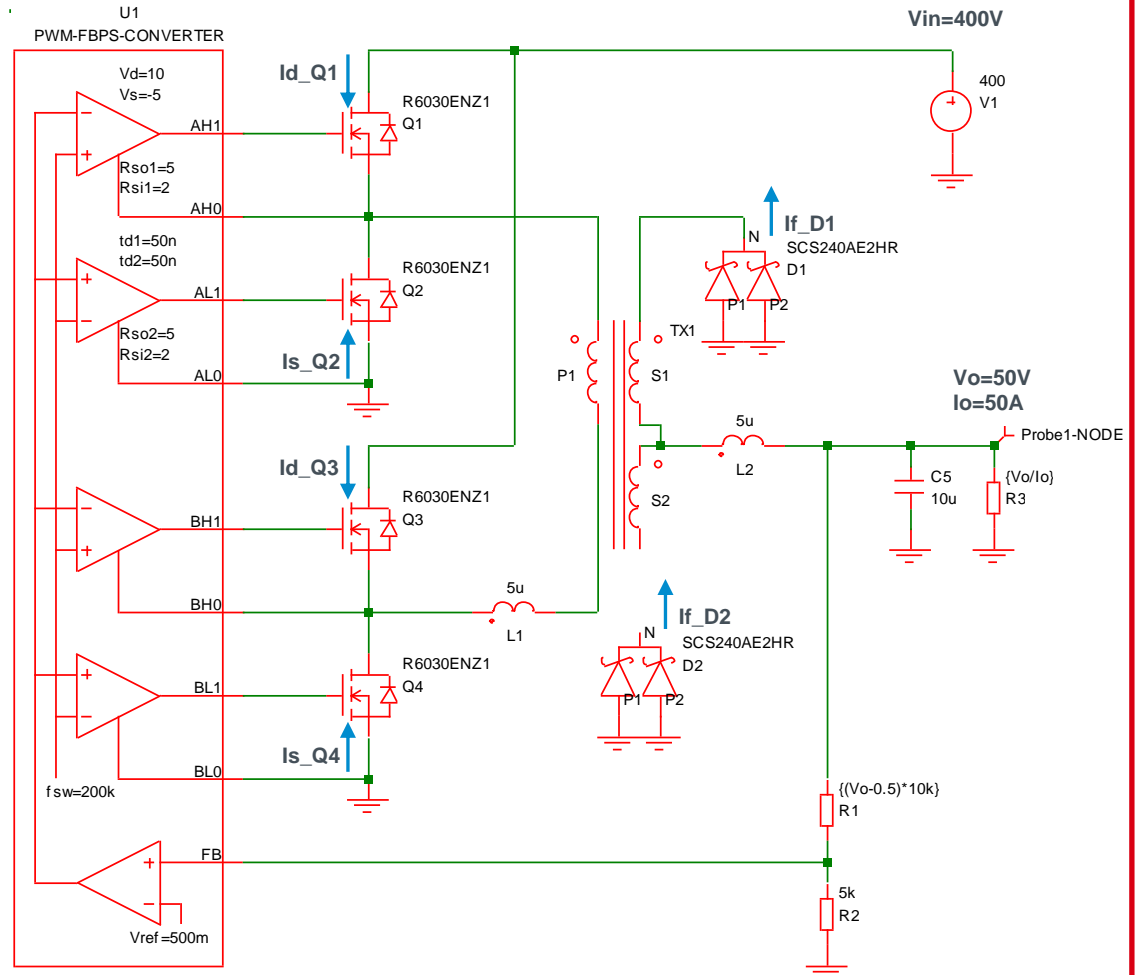 U1
PWM-FBPS-CONVERTER
Vin=400V
Vd=10
Vs=-5
Id_Q1
400
V1
R6030ENZ1
Q1
AH1
Rso1=5
Rsi1=2
AH0
td1=50n
td2=50n
If_D1
N
SCS240AE2HR
D1
P1
P2
R6030ENZ1
Q2
AL1
Rso2=5
Rsi2=2
Is_Q2
AL0
TX1
P1
S1
Vo=50V
Io=50A
5u
L2
Probe1-NODE
Id_Q3
C5
10u
{Vo/Io}
R3
R6030ENZ1
Q3
BH1
S2
5u
L1
BH0
If_D2
N
SCS240AE2HR
D2
P1
P2
R6030ENZ1
Q4
BL1
Is_Q4
BL0
fsw=200k
{(Vo-0.5)*10k}
R1
FB
5k
R2
Vref=500m